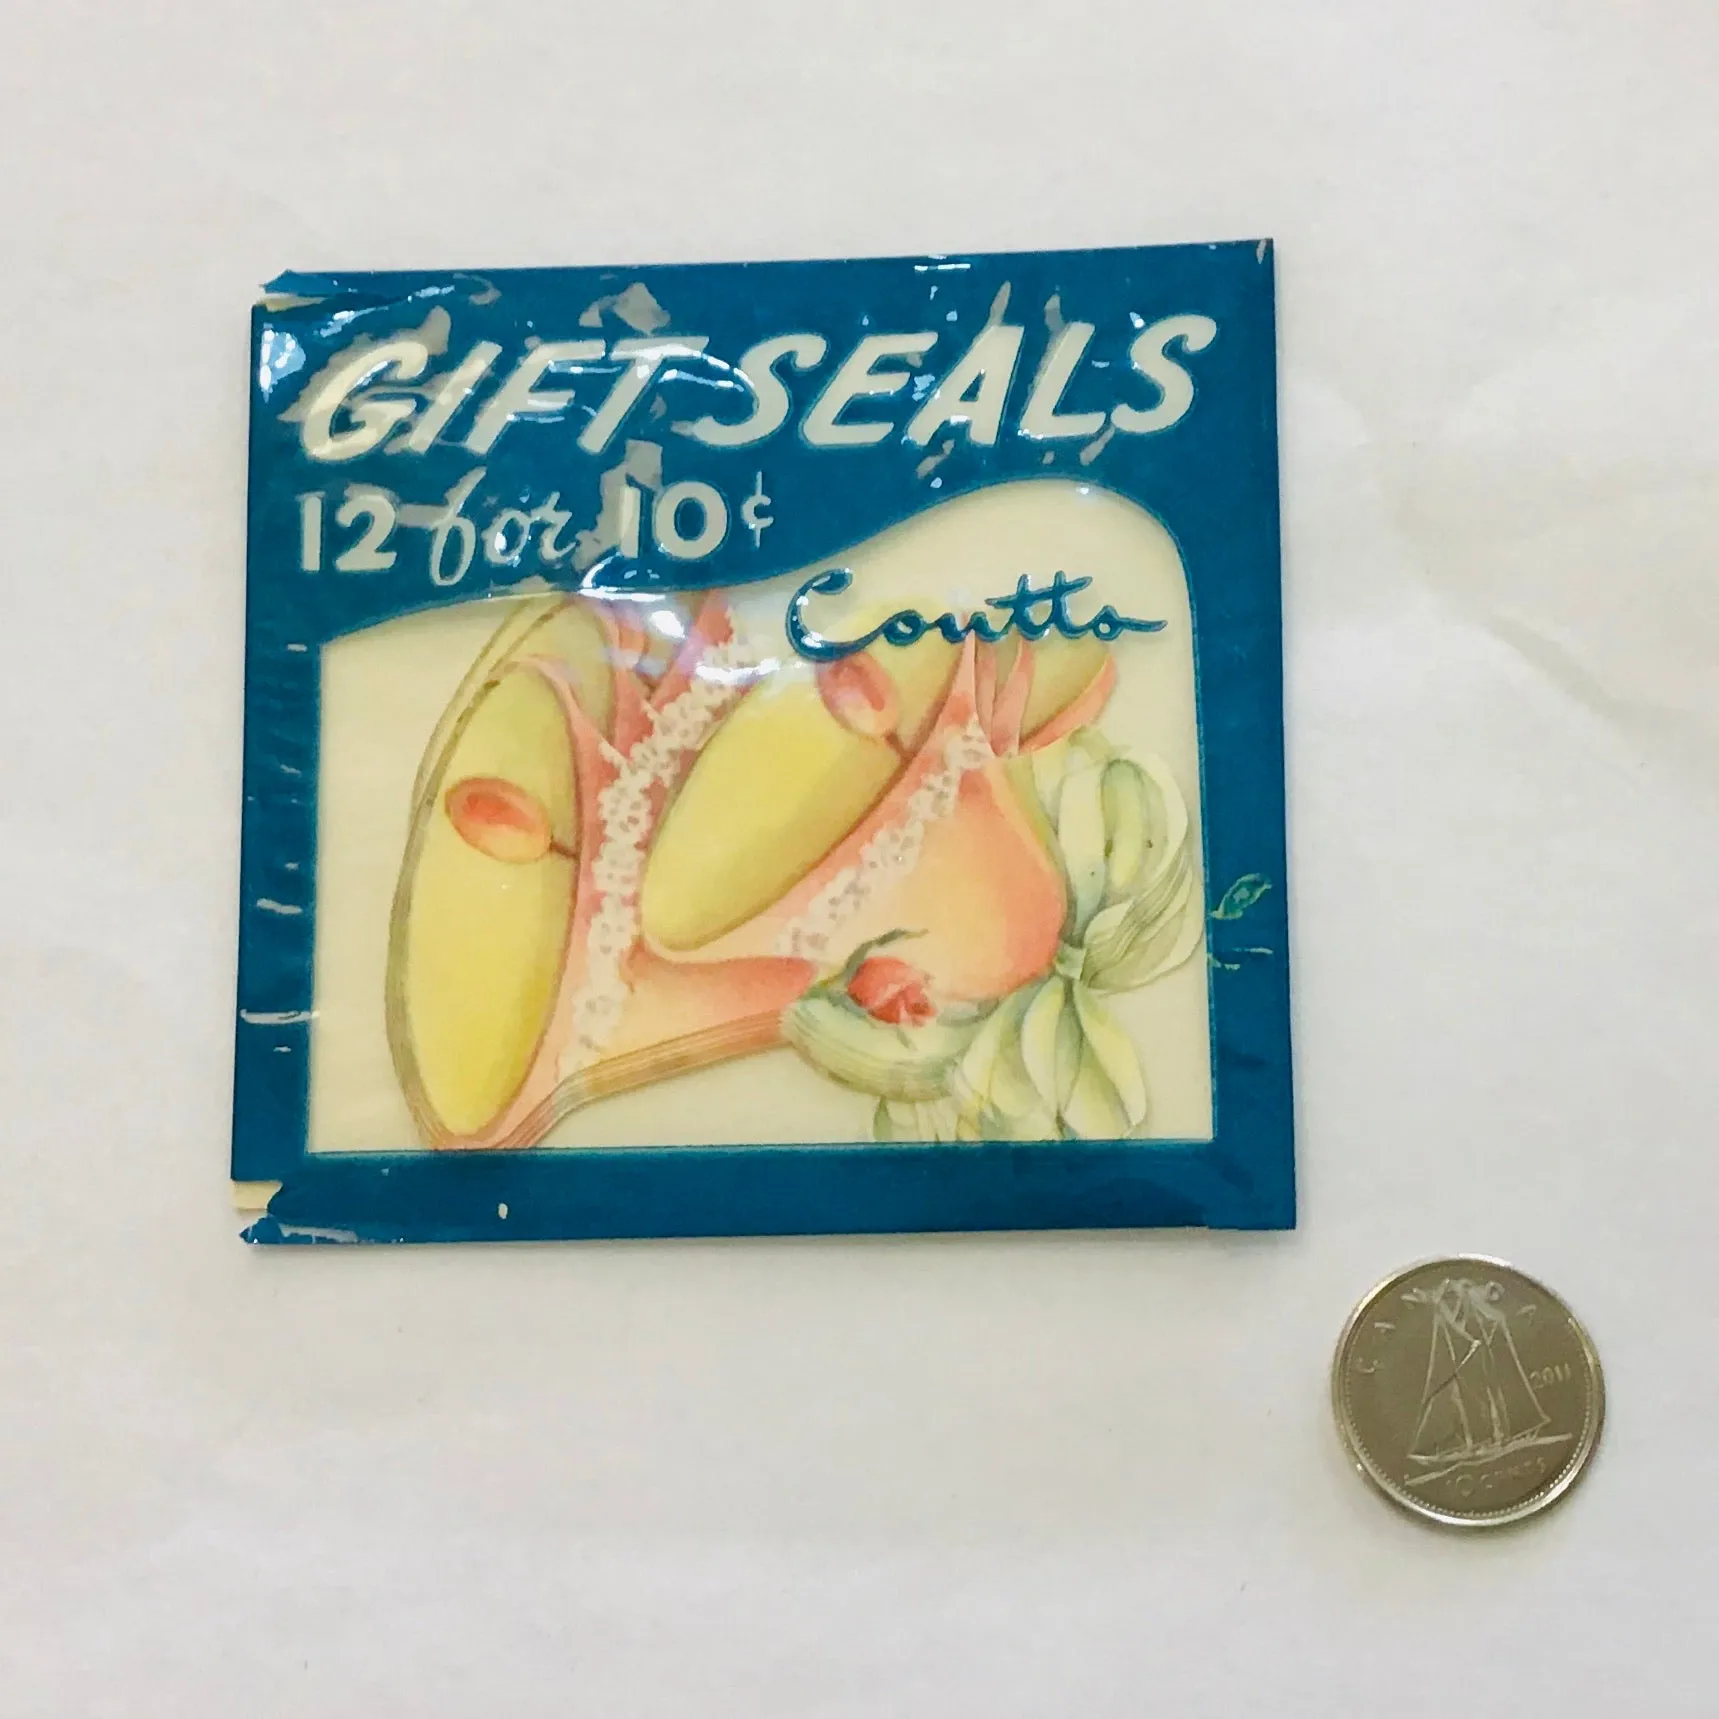 GIFT SEALS
12 for 10¢
Coutts
CANADA
2011
10 CENTS